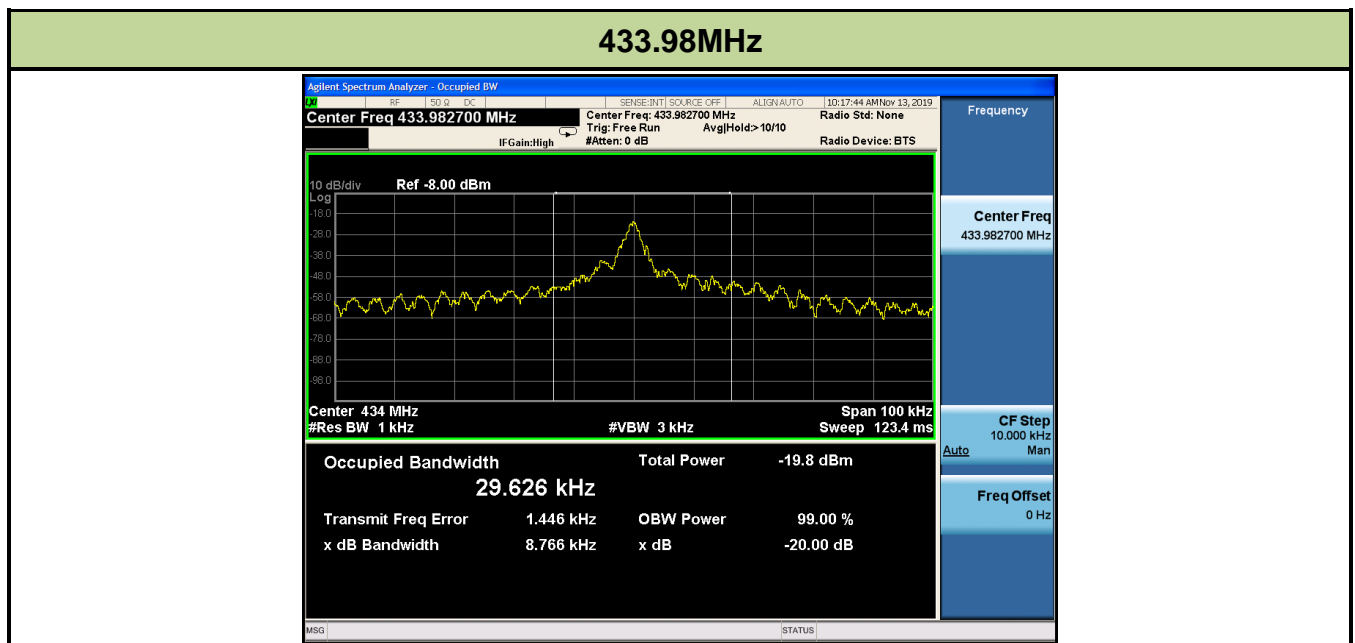 433.98MHz
Agilent Spectrum Analyzer - Occupied BW
LXI RF 50 Ω DC SENSE:INT SOURCE OFF ALIGN AUTO 10:17:44 AM Nov 13, 2019
Center Freq 433.982700 MHz
Center Freq: 433.982700 MHz
Radio Std: None
Trig: Free Run Avg|Hold:>10/10
IFGain:High
#Atten: 0 dB
Radio Device: BTS
10 dB/div Ref -8.00 dBm
Log
-18.0
-28.0
-38.0
-48.0
-58.0
-68.0
-78.0
-88.0
-98.0
Center 434 MHz Span 100 kHz
#Res BW 1 kHz #VBW 3 kHz Sweep 123.4 ms
Occupied Bandwidth Total Power -19.8 dBm
29.626 kHz
Transmit Freq Error 1.446 kHz OBW Power 99.00 %
x dB Bandwidth 8.766 kHz x dB -20.00 dB
Frequency
Center Freq
433.982700 MHz
CF Step
10.000 kHz
Auto Man
Freq Offset
0 Hz
MSG STATUS